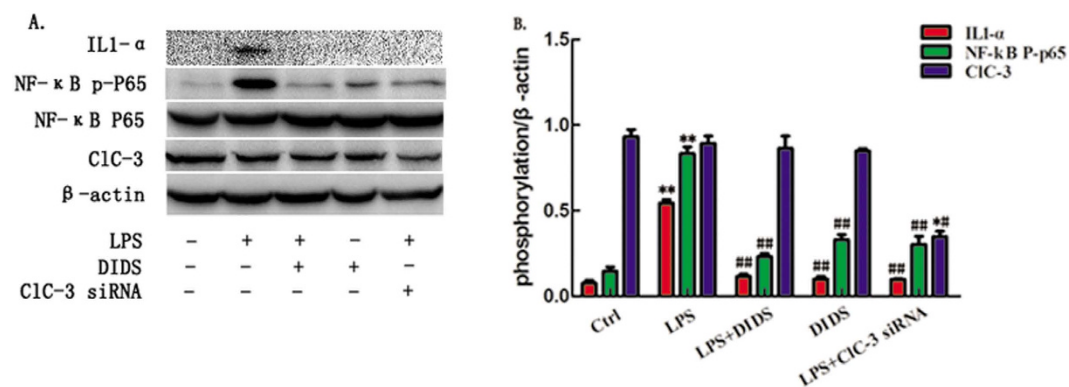 A.
IL1-α
NF-κB p-P65
NF-κB P65
ClC-3
β-actin
LPS - + + - +
DIDS - - + + -
ClC-3 siRNA - - - - +
B.
IL1-α
NF-kB P-p65
ClC-3
phosphorylation/β-actin
1.5
1.0
0.5
0.0
** ** ## ## ## ## ## ## *#
Ctrl
LPS
LPS+DIDS
DIDS
LPS+ClC-3 siRNA